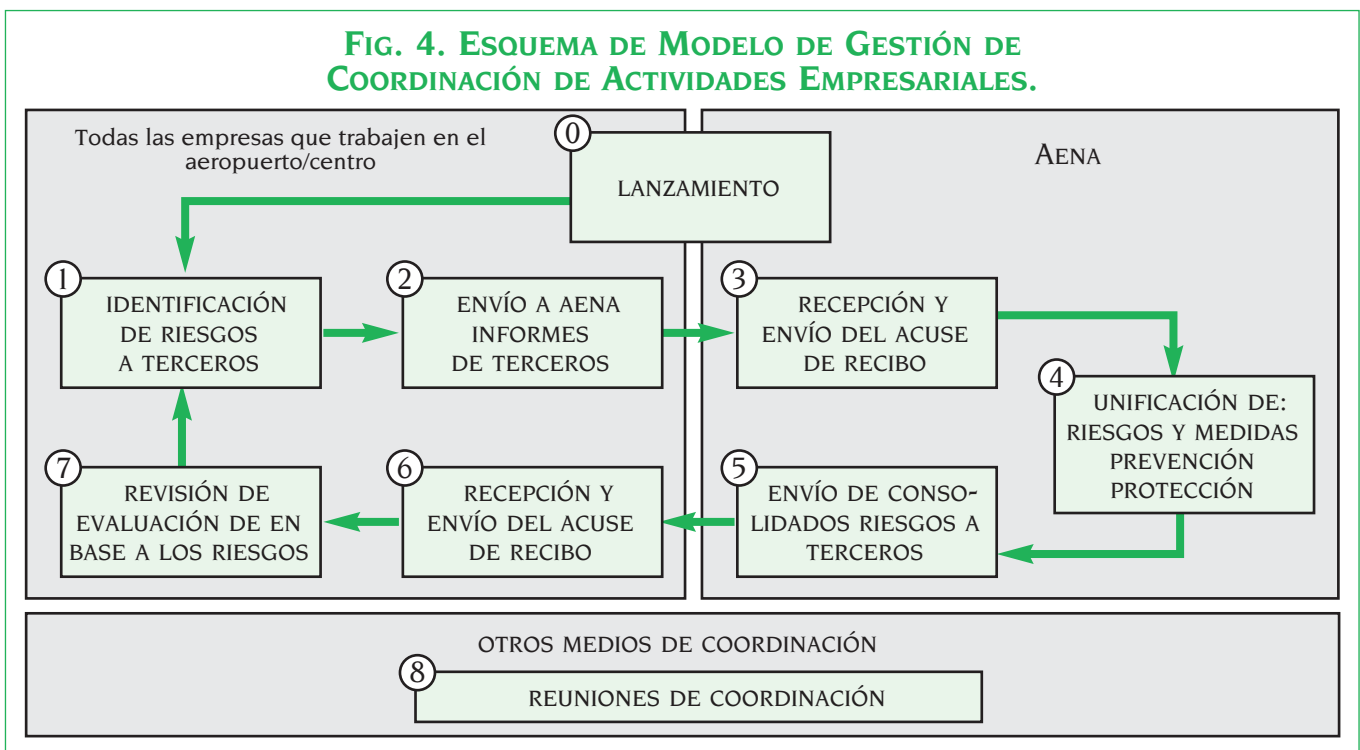 FIG. 4. ESQUEMA DE MODELO DE GESTIÓN DE
COORDINACIÓN DE ACTIVIDADES EMPRESARIALES.
Todas las empresas que trabajen en el
aeropuerto/centro
0
LANZAMIENTO
AENA
1
IDENTIFICACIÓN
DE RIESGOS
A TERCEROS
2
ENVÍO A AENA
INFORMES
DE TERCEROS
3
RECEPCIÓN Y
ENVÍO DEL ACUSE
DE RECIBO
4
UNIFICACIÓN DE:
RIESGOS Y MEDIDAS
PREVENCIÓN
PROTECCIÓN
5
ENVÍO DE CONSO-
LIDADOS RIESGOS A
TERCEROS
6
RECEPCIÓN Y
ENVÍO DEL ACUSE
DE RECIBO
7
REVISIÓN DE
EVALUACIÓN DE EN
BASE A LOS RIESGOS
OTROS MEDIOS DE COORDINACIÓN
8
REUNIONES DE COORDINACIÓN